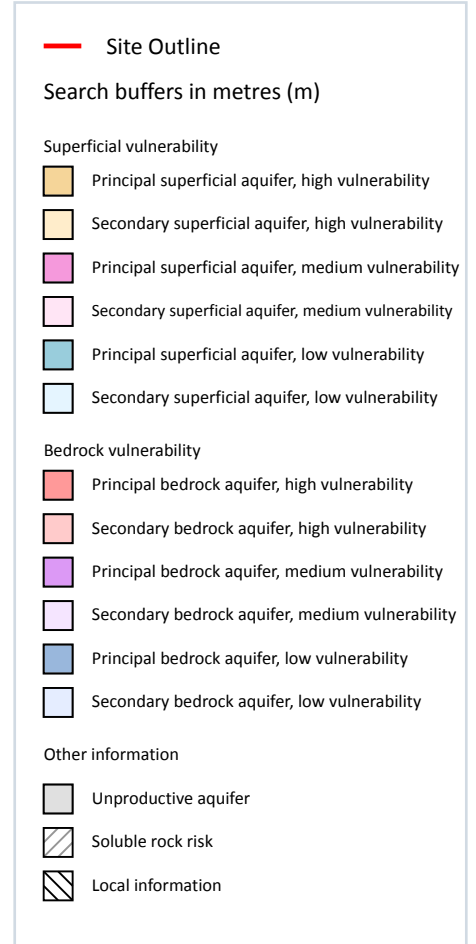 Site Outline
Search buffers in metres (m)
Superficial vulnerability
Principal superficial aquifer, high vulnerability
Secondary superficial aquifer, high vulnerability
Principal superficial aquifer, medium vulnerability
Secondary superficial aquifer, medium vulnerability
Principal superficial aquifer, low vulnerability
Secondary superficial aquifer, low vulnerability
Bedrock vulnerability
Principal bedrock aquifer, high vulnerability
Secondary bedrock aquifer, high vulnerability
Principal bedrock aquifer, medium vulnerability
Secondary bedrock aquifer, medium vulnerability
Principal bedrock aquifer, low vulnerability
Secondary bedrock aquifer, low vulnerability
Other information
Unproductive aquifer
Soluble rock risk
Local information